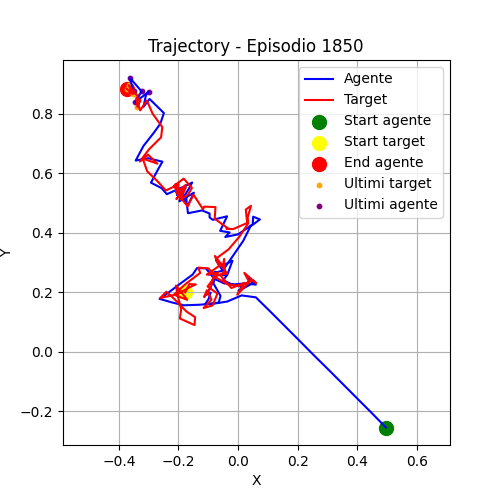 Trajectory - Episodio 1850
Agente
Target
Start agente
Start target
End agente
Ultimi target
Ultimi agente
Y
0.8
0.6
0.4
0.2
0.0
−0.2
−0.4
−0.2
0.0
0.2
0.4
0.6
X